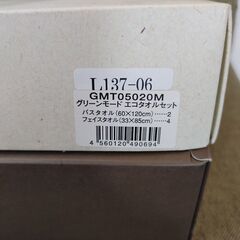 L137-06
GMT05020M
グリーンモード エコタオルセット
バスタオル(60×120cm)……2
フェイスタオル(33×85cm)……4
4 560120 490694